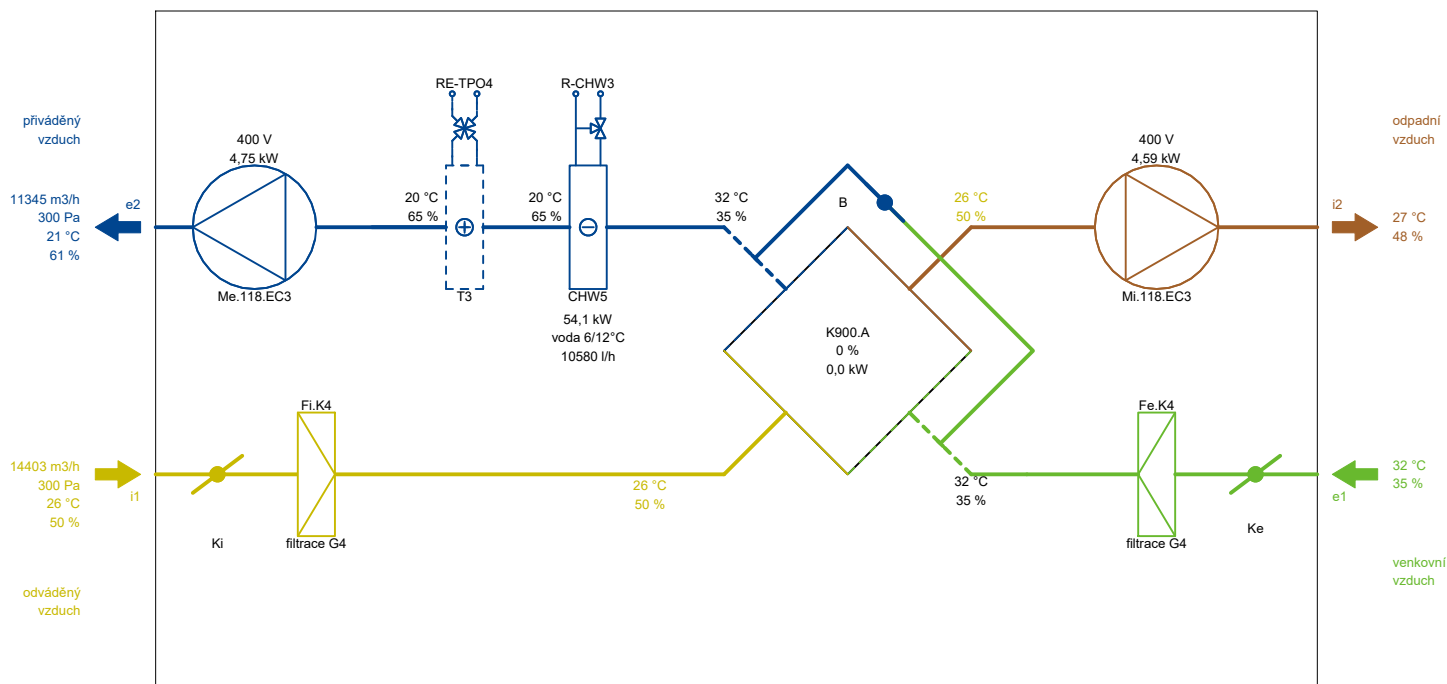 RE-TPO4
R-CHW3
přiváděný
vzduch
400 V
4,75 kW
400 V
4,59 kW
odpadní
vzduch
11345 m3/h
300 Pa
21 °C
61 %
e2
20 °C
65 %
20 °C
65 %
32 °C
35 %
B
26 °C
50 %
i2
27 °C
48 %
Me.118.EC3
T3
CHW5
Mi.118.EC3
54,1 kW
voda 6/12°C
10580 l/h
K900.A
0 %
0,0 kW
Fi.K4
Fe.K4
14403 m3/h
300 Pa
26 °C
50 %
i1
26 °C
50 %
32 °C
35 %
32 °C
35 %
e1
Ki
filtrace G4
filtrace G4
Ke
odváděný
vzduch
venkovní
vzduch